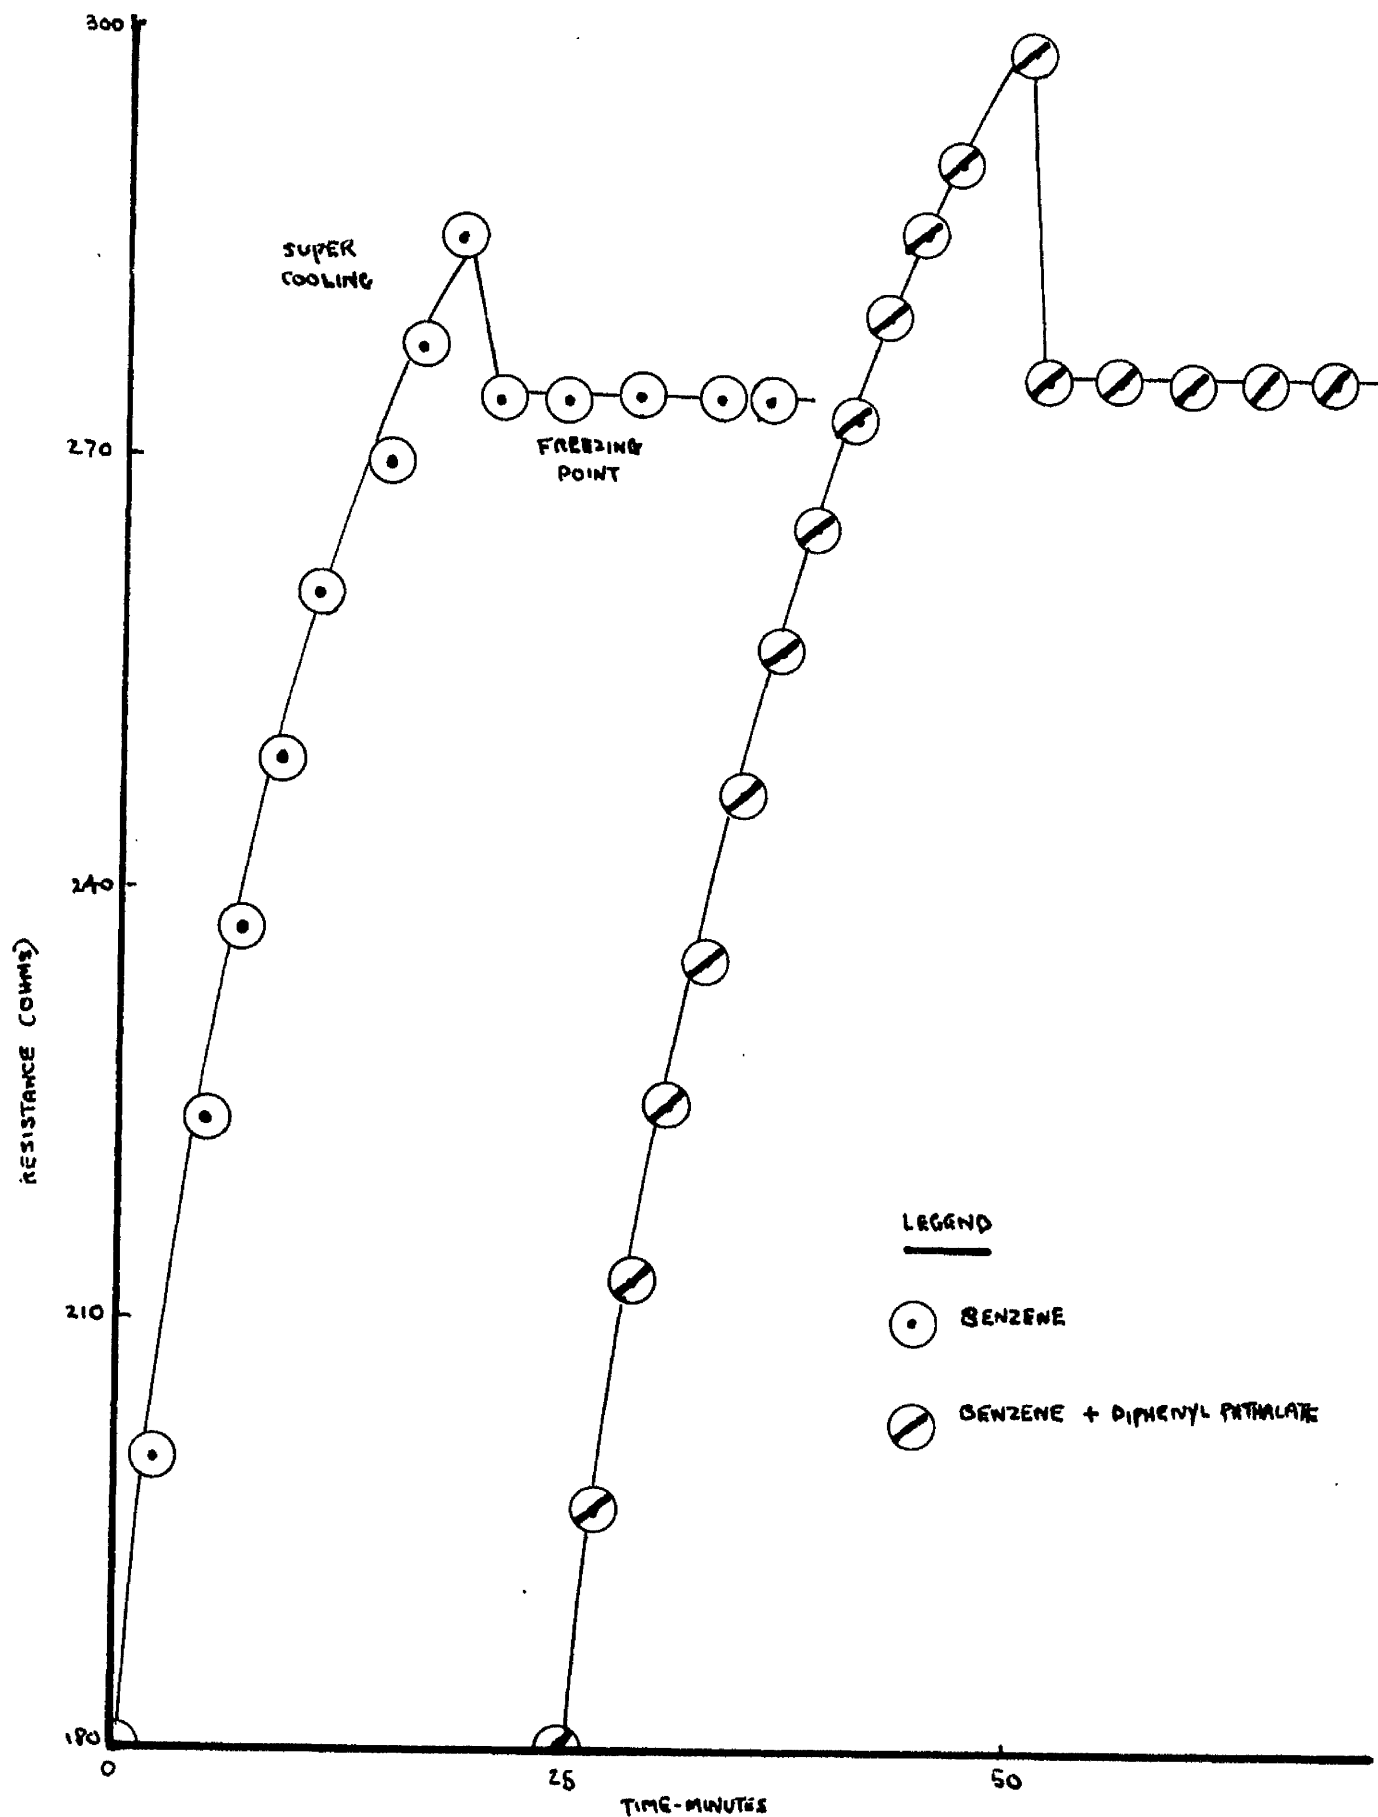 300
SUPER
COOLING
270
FREEZING
POINT
240
RESISTANCE (OHMS)
LEGEND
210
BENZENE
BENZENE + DIPHENYL PHTHALATE
180
0
25
50
TIME-MINUTES